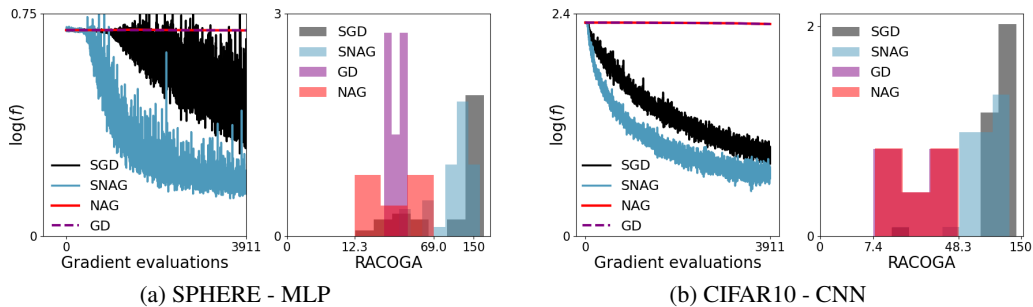 0.75
log(f)
SGD
SNAG
NAG
GD
0
0
3911
Gradient evaluations
3
SGD
SNAG
GD
NAG
0
0
12.3
69.0
150
RACOGA
(a) SPHERE - MLP
2.4
log(f)
SGD
SNAG
NAG
GD
0
0
3911
Gradient evaluations
2
SGD
SNAG
GD
NAG
0
0
7.4
48.3
150
RACOGA
(b) CIFAR10 - CNN